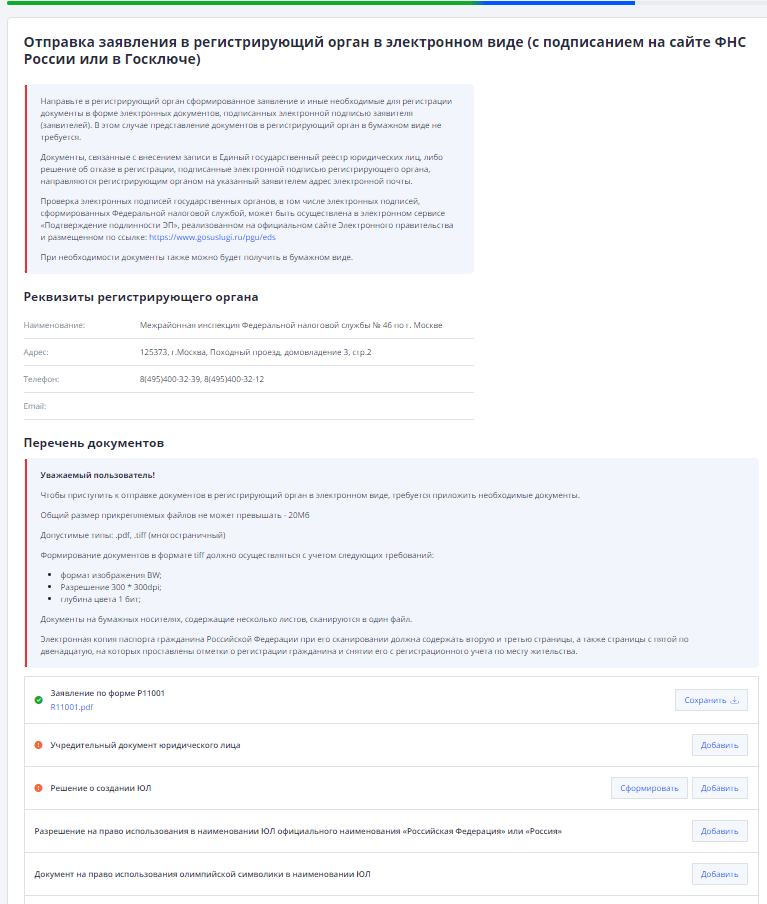 Отправка заявления в регистрирующий орган в электронном виде (с подписанием на сайте ФНС
России или в Госключе)
Направьте в регистрирующий орган сформированное заявление и иные необходимые для регистрации
документы в форме электронных документов, подписанных электронной подписью заявителя
(заявителей). В этом случае представление документов в регистрирующий орган в бумажном виде не
требуется.
Документы, связанные с внесением записи в Единый государственный реестр юридических лиц, либо
решение об отказе в регистрации, подписанные электронной подписью регистрирующего органа,
направляются регистрирующим органом на указанный заявителем адрес электронной почты.
Проверка электронных подписей государственных органов, в том числе электронных подписей,
сформированных Федеральной налоговой службой, может быть осуществлена в электронном сервисе
«Подтверждение подлинности ЭП», реализованном на официальном сайте Электронного правительства
и размещенном по ссылке: https://www.gosuslugi.ru/pgu/eds
При необходимости документы также можно будет получить в бумажном виде.
Реквизиты регистрирующего органа
Наименование: Межрайонная инспекция Федеральной налоговой службы № 46 по г. Москве
Адрес: 125373, г.Москва, Походный проезд, домовладение 3, стр.2
Телефон: 8(495)400-32-39, 8(495)400-32-12
Email:
Перечень документов
Уважаемый пользователь!
Чтобы приступить к отправке документов в регистрирующий орган в электронном виде, требуется приложить необходимые документы.
Общий размер прикрепляемых файлов не может превышать - 20Мб
Допустимые типы: .pdf, .tiff (многостраничный)
Формирование документов в формате tiff должно осуществляться с учетом следующих требований:
• формат изображения BW;
• Разрешение 300 * 300dpi;
• глубина цвета 1 бит;
Документы на бумажных носителях, содержащие несколько листов, сканируются в один файл.
Электронная копия паспорта гражданина Российской Федерации при его сканировании должна содержать вторую и третью страницы, а также страницы с пятой по
двенадцатую, на которых проставлены отметки о регистрации гражданина и снятии его с регистрационного учета по месту жительства.
Заявление по форме Р11001
R11001.pdf
Сохранить
Учредительный документ юридического лица Добавить
Решение о создании ЮЛ Сформировать Добавить
Разрешение на право использования в наименовании ЮЛ официального наименования «Российская Федерация» или «Россия» Добавить
Документ на право использования олимпийской символики в наименовании ЮЛ Добавить